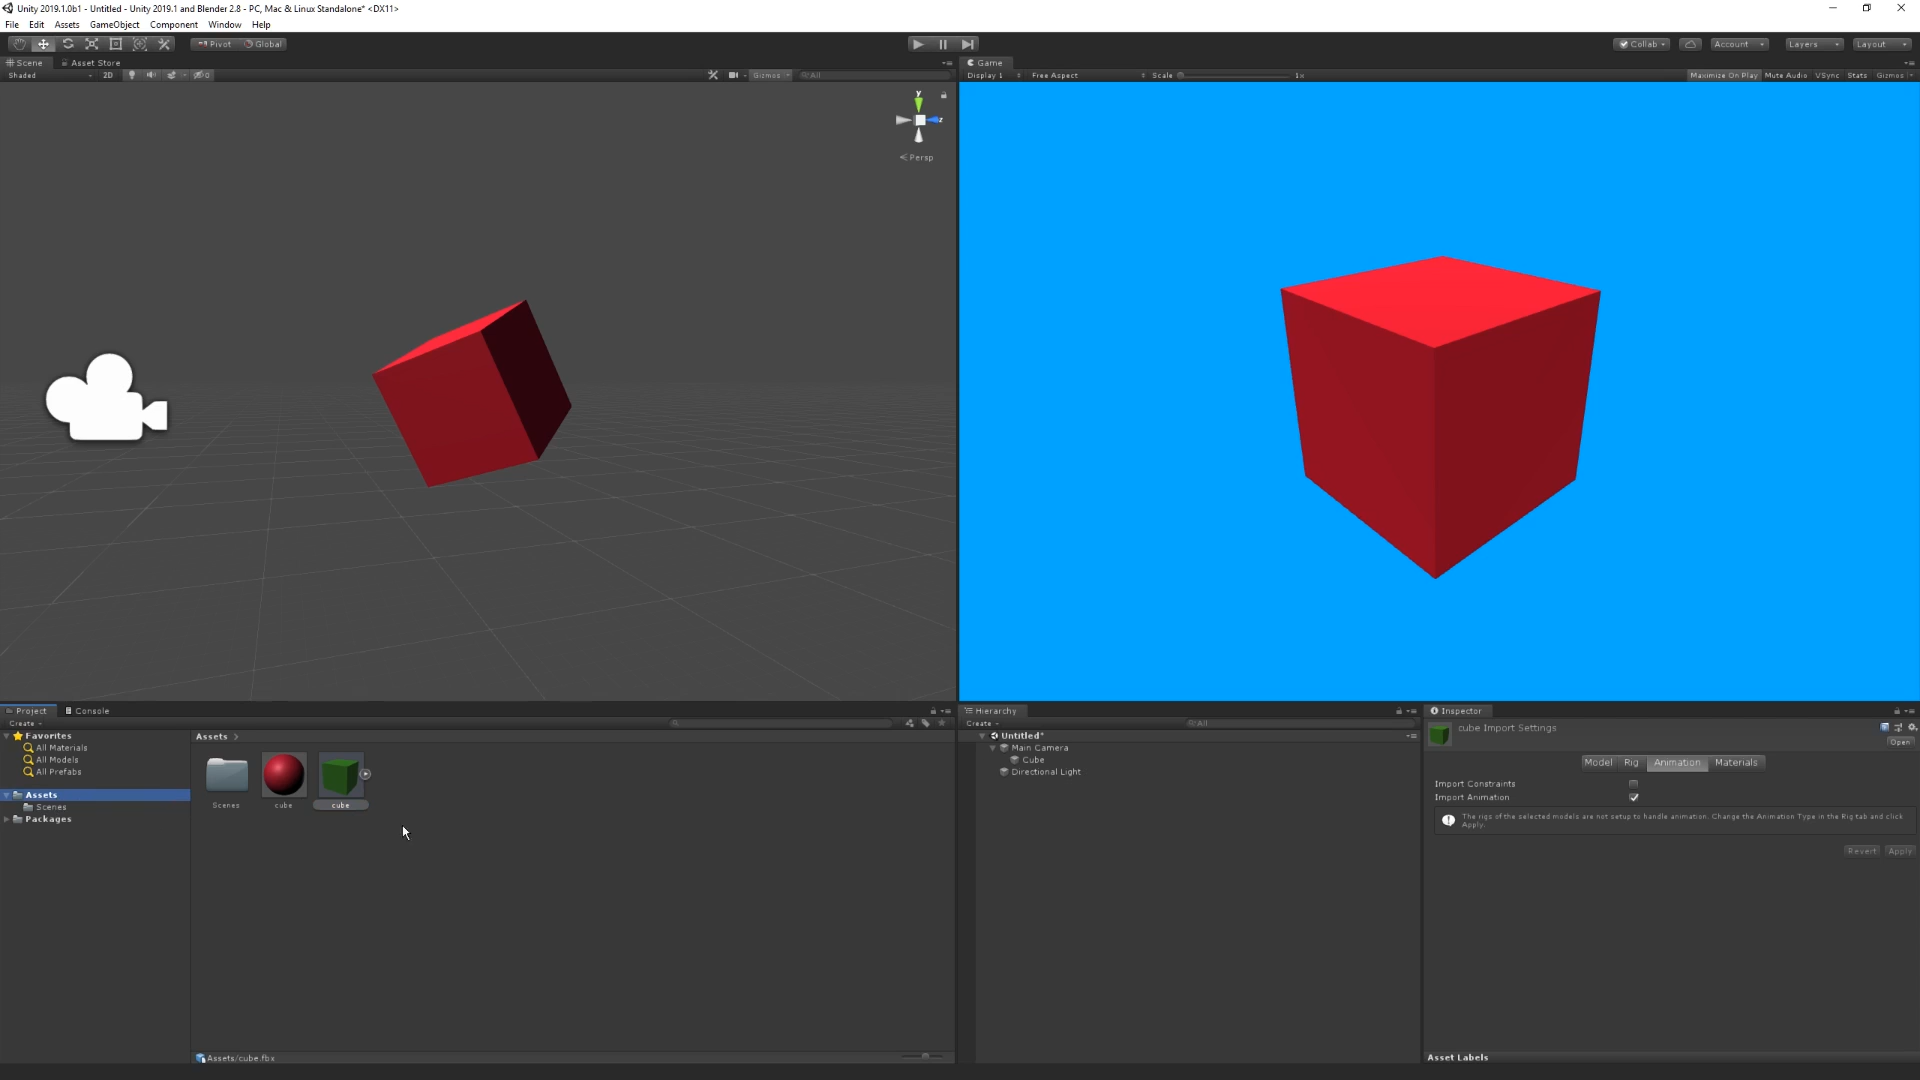 Unity 2019.1.0b1 - Untitled - Unity 2019.1 and Blender 2.8 - PC, Mac & Linux Standalone* <DX11>
File Edit Assets GameObject Component Window Help
Pivot Global Collab Account Layers Layout
Scene Asset Store
Game
Shaded 2D 0 Gizmos All
Display 1 Free Aspect Scale 1x Maximize On Play Mute Audio VSync Stats Gizmos
y
z
Persp
Project Console
Create
Favorites
All Materials
All Models
All Prefabs
Assets
Scenes
Packages
Assets
Scenes cube cube
Assets/cube.fbx
Hierarchy
Create All
Untitled*
Main Camera
Cube
Directional Light
Inspector
cube Import Settings
Open
Model Rig Animation Materials
Import Constraints
Import Animation
The rigs of the selected models are not setup to handle animation. Change the Animation Type in the Rig tab and click
Apply.
Revert Apply
Asset Labels